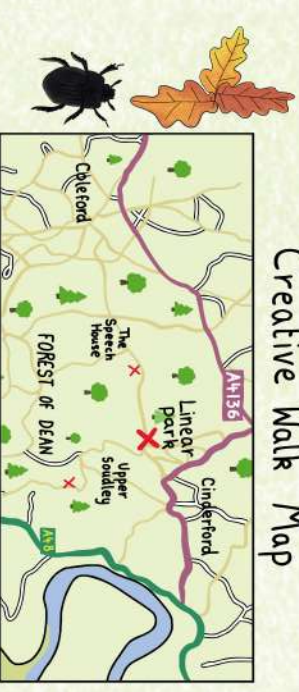 Creative Walk Map
A4136
Coleford
The
Speech
House
Linear
park
Cinderford
FOREST OF DEAN
Upper
Soudley
A48